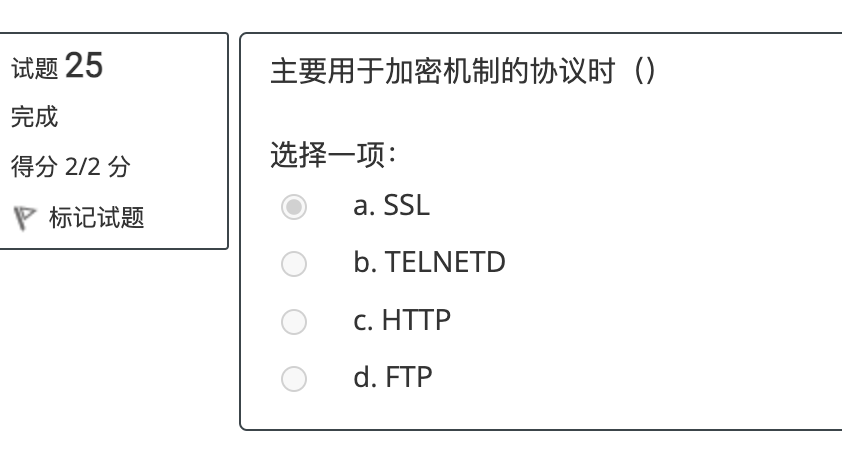 试题 25
完成
得分 2/2 分
标记试题
主要用于加密机制的协议时（）
选择一项：
a. SSL
b. TELNETD
c. HTTP
d. FTP